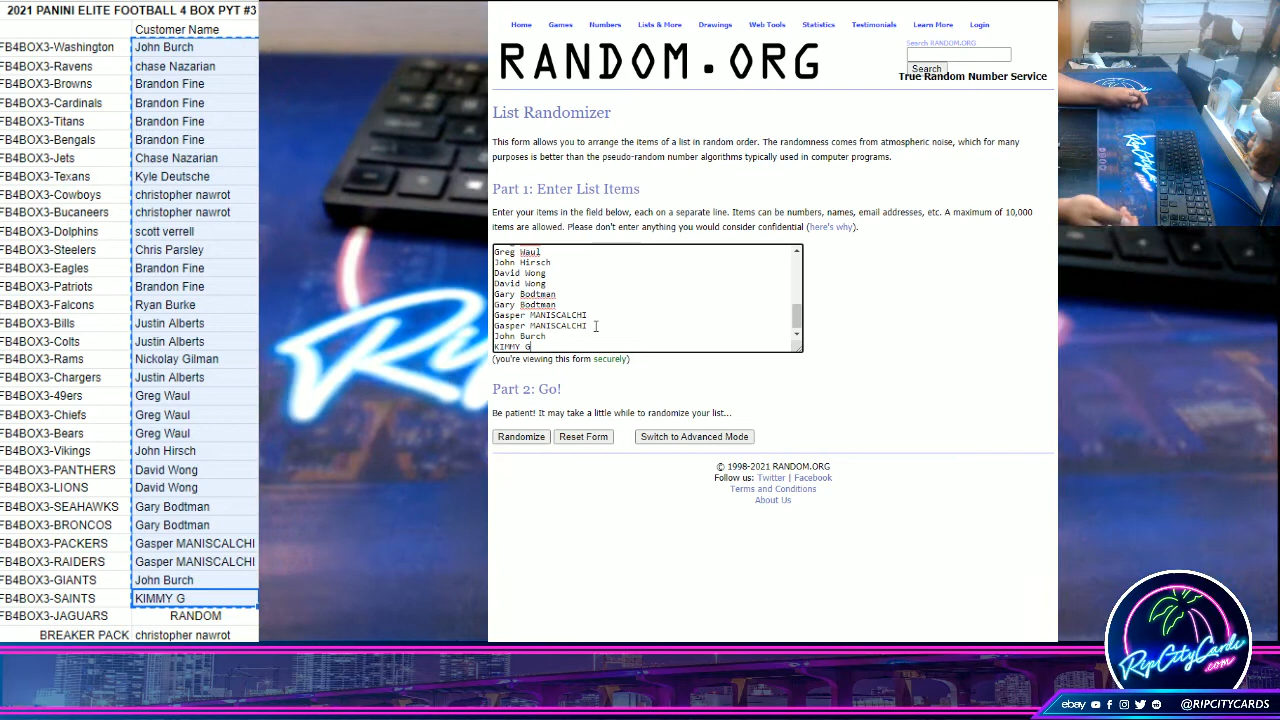 2021 PANINI ELITE FOOTBALL 4 BOX PYT #3
Customer Name
FB4BOX3-Washington John Burch
FB4BOX3-Ravens chase Nazarian
FB4BOX3-Browns Brandon Fine
FB4BOX3-Cardinals Brandon Fine
FB4BOX3-Titans Brandon Fine
FB4BOX3-Bengals Brandon Fine
FB4BOX3-Jets Chase Nazarian
FB4BOX3-Texans Kyle Deutsche
FB4BOX3-Cowboys christopher nawrot
FB4BOX3-Bucaneers christopher nawrot
FB4BOX3-Dolphins scott verrell
FB4BOX3-Steelers Chris Parsley
FB4BOX3-Eagles Brandon Fine
FB4BOX3-Patriots Brandon Fine
FB4BOX3-Falcons Ryan Burke
FB4BOX3-Bills Justin Alberts
FB4BOX3-Colts Justin Alberts
FB4BOX3-Rams Nickolay Gilman
FB4BOX3-Chargers Justin Alberts
FB4BOX3-49ers Greg Waul
FB4BOX3-Chiefs Greg Waul
FB4BOX3-Bears Greg Waul
FB4BOX3-Vikings John Hirsch
FB4BOX3-PANTHERS David Wong
FB4BOX3-LIONS David Wong
FB4BOX3-SEAHAWKS Gary Bodtman
FB4BOX3-BRONCOS Gary Bodtman
FB4BOX3-PACKERS Gasper MANISCALCHI
FB4BOX3-RAIDERS Gasper MANISCALCHI
FB4BOX3-GIANTS John Burch
FB4BOX3-SAINTS KIMMY G
FB4BOX3-JAGUARS RANDOM
BREAKER PACK christopher nawrot
Home Games Numbers Lists & More Drawings Web Tools Statistics Testimonials Learn More Login
RANDOM.ORG
Search RANDOM.ORG
Search
True Random Number Service
List Randomizer
This form allows you to arrange the items of a list in random order. The randomness comes from atmospheric noise, which for many
purposes is better than the pseudo-random number algorithms typically used in computer programs.
Part 1: Enter List Items
Enter your items in the field below, each on a separate line. Items can be numbers, names, email addresses, etc. A maximum of 10,000
items are allowed. Please don't enter anything you would consider confidential (here's why).
Greg Waul
John Hirsch
David Wong
David Wong
Gary Bodtman
Gary Bodtman
Gasper MANISCALCHI
Gasper MANISCALCHI
John Burch
KIMMY G
(you're viewing this form securely)
Part 2: Go!
Be patient! It may take a little while to randomize your list...
Randomize Reset Form Switch to Advanced Mode
© 1998-2021 RANDOM.ORG
Follow us: Twitter | Facebook
Terms and Conditions
About Us
RipCityCards
.com
ebay @RIPCITYCARDS